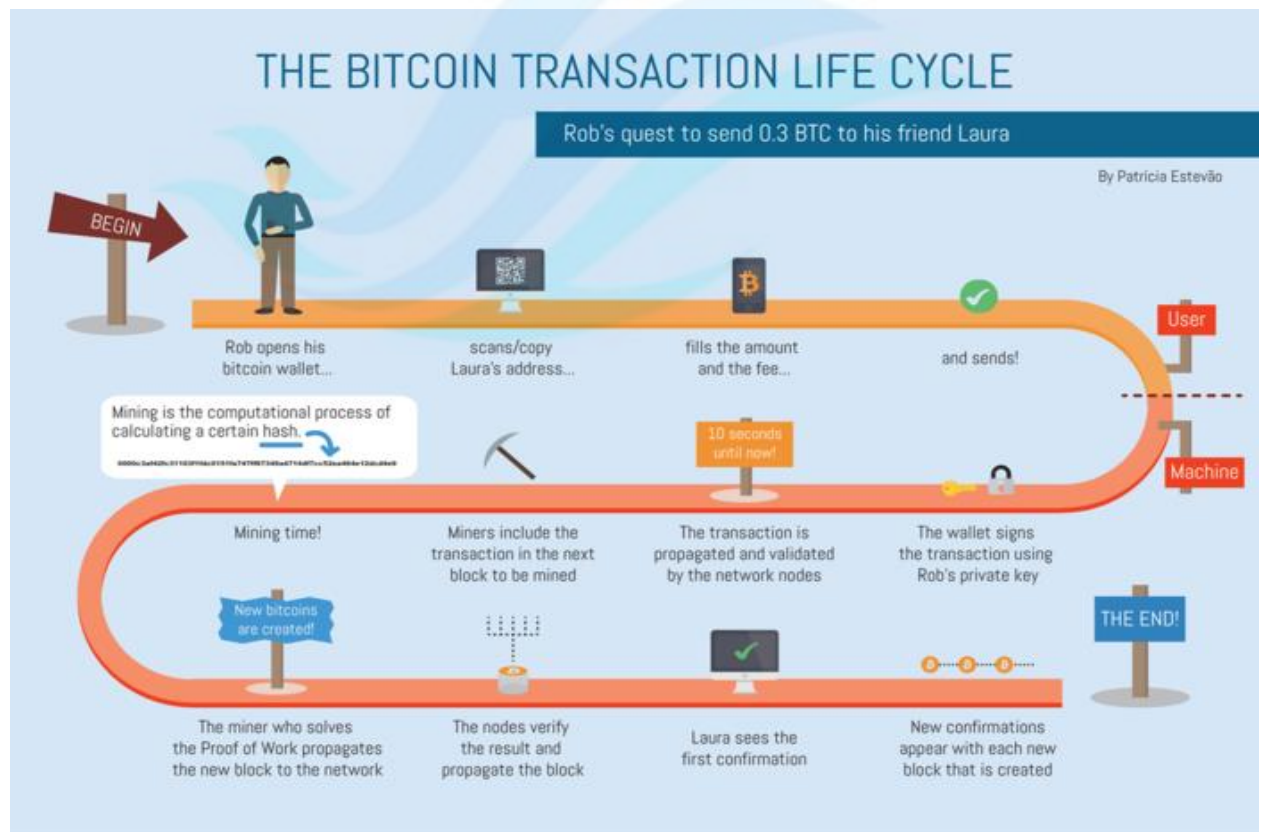 THE BITCOIN TRANSACTION LIFE CYCLE
Rob's quest to send 0.3 BTC to his friend Laura
By Patrícia Estevão
BEGIN
Rob opens his
bitcoin wallet...
scans/copy
Laura's address...
fills the amount
and the fee...
and sends!
User
Machine
The wallet signs
the transaction using
Rob's private key
10 seconds
until now!
The transaction is
propagated and validated
by the network nodes
Miners include the
transaction in the next
block to be mined
Mining is the computational process of
calculating a certain hash.
Mining time!
New bitcoins
are created!
The miner who solves
the Proof of Work propagates
the new block to the network
The nodes verify
the result and
propagate the block
Laura sees the
first confirmation
New confirmations
appear with each new
block that is created
THE END!